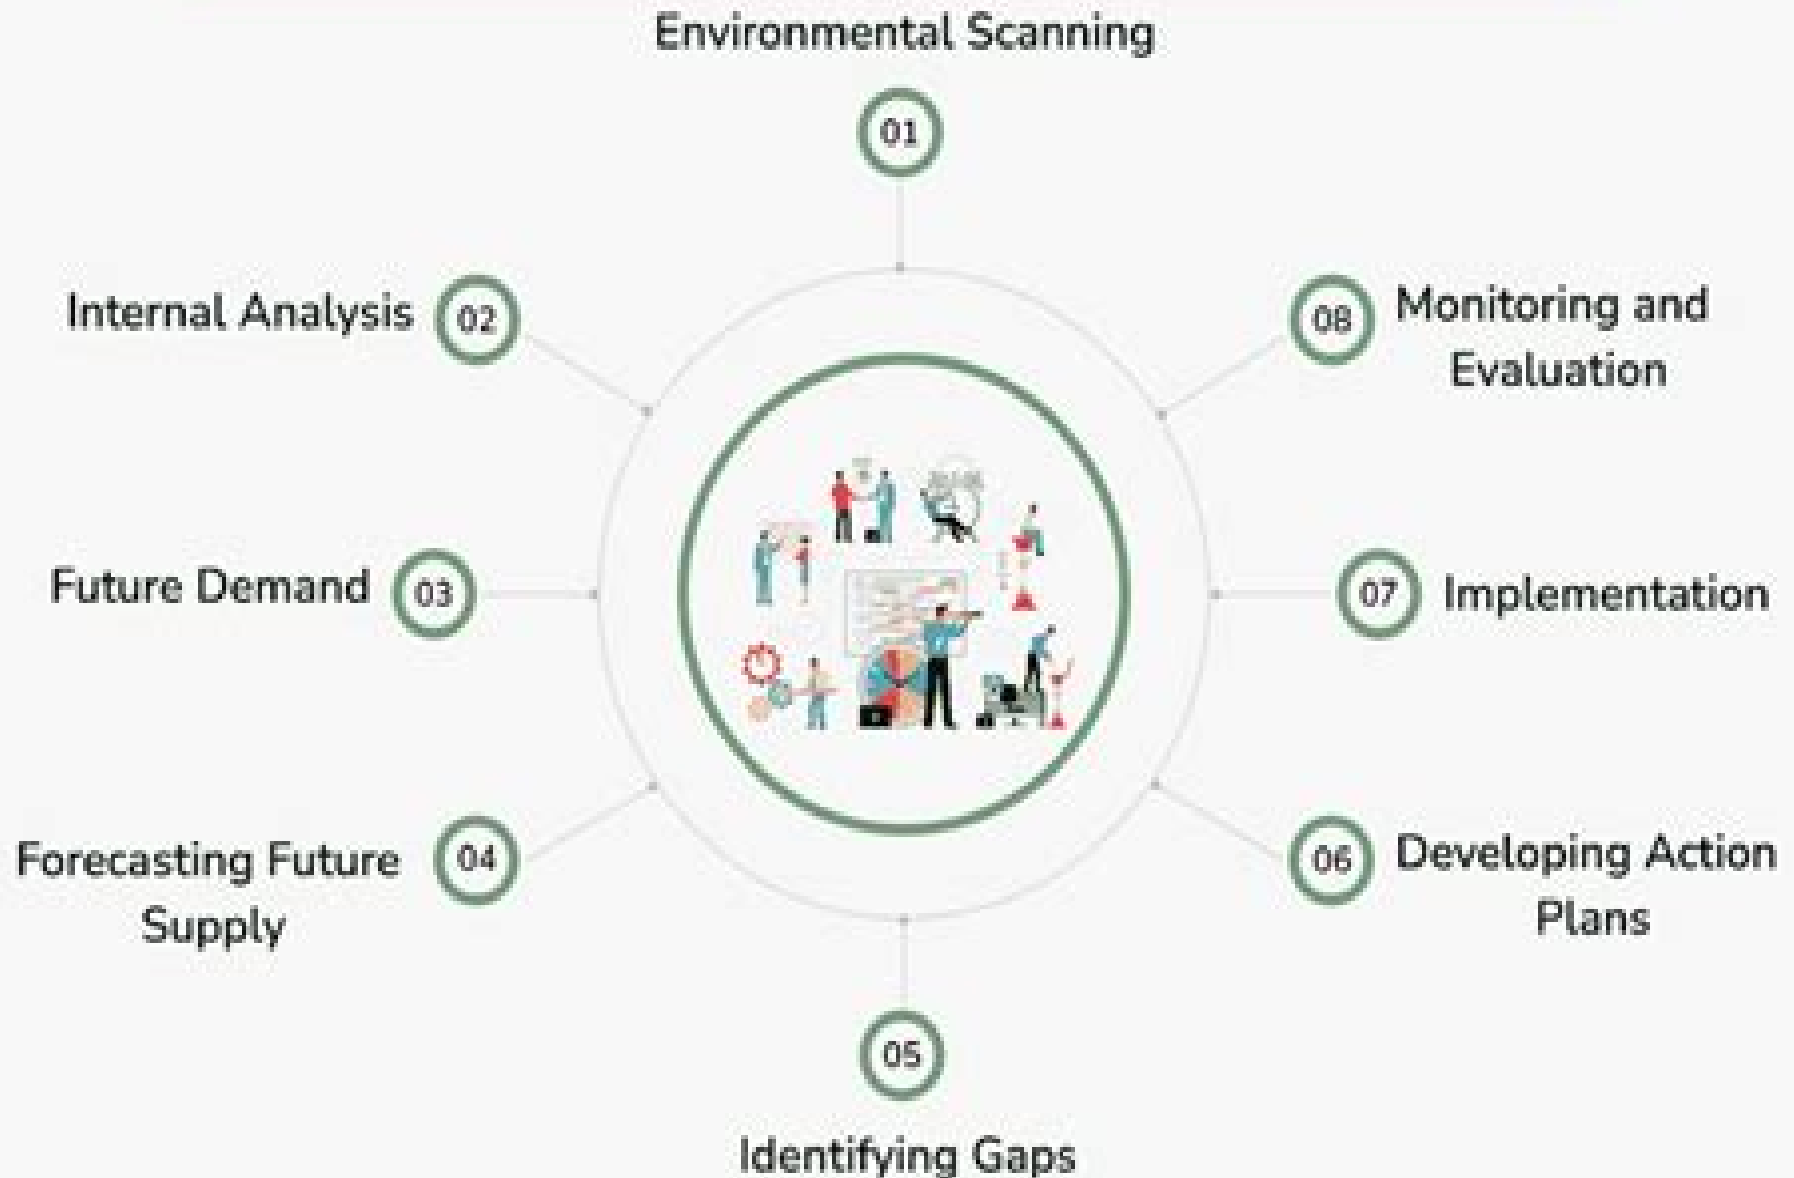 Environmental Scanning
01
Internal Analysis
02
Future Demand
03
Forecasting Future
Supply
04
05
Identifying Gaps
06
Developing Action
Plans
07
Implementation
08
Monitoring and
Evaluation